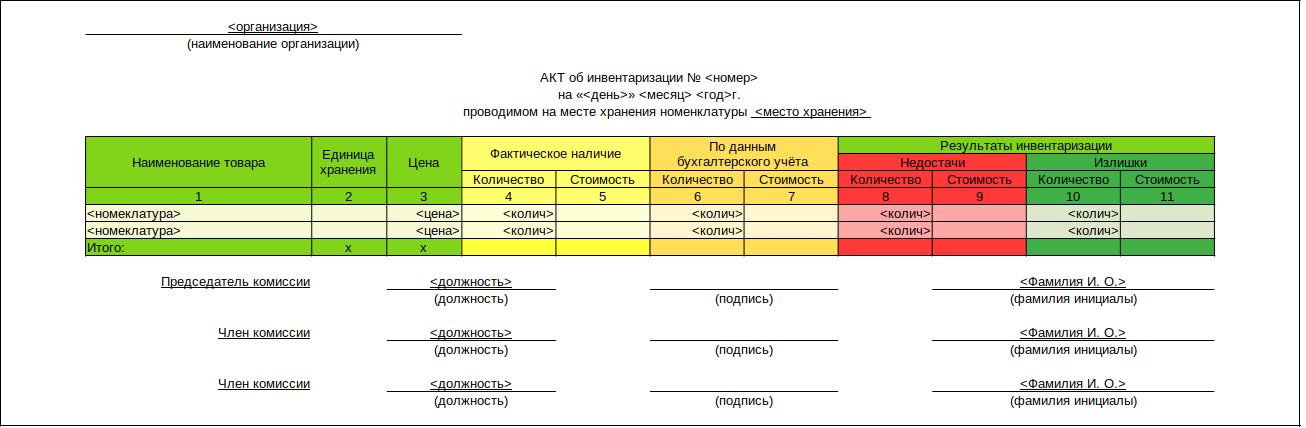 <организация>
(наименование организации)
АКТ об инвентаризации № <номер>
на «<день>» <месяц> <год>г.
проводимом на месте хранения номенклатуры <место хранения>
Наименование товара Единица хранения Цена Фактическое наличие По данным бухгалтерского учёта Результаты инвентаризации
Недостачи Излишки
Количество Стоимость Количество Стоимость Количество Стоимость Количество Стоимость
1 2 3 4 5 6 7 8 9 10 11
<номеклатура> <цена> <колич> <колич> <колич> <колич>
<номеклатура> <цена> <колич> <колич> <колич> <колич>
Итого: х х
Председатель комиссии <должность> <Фамилия И. О.>
(должность) (подпись) (фамилия инициалы)
Член комиссии <должность> <Фамилия И. О.>
(должность) (подпись) (фамилия инициалы)
Член комиссии <должность> <Фамилия И. О.>
(должность) (подпись) (фамилия инициалы)